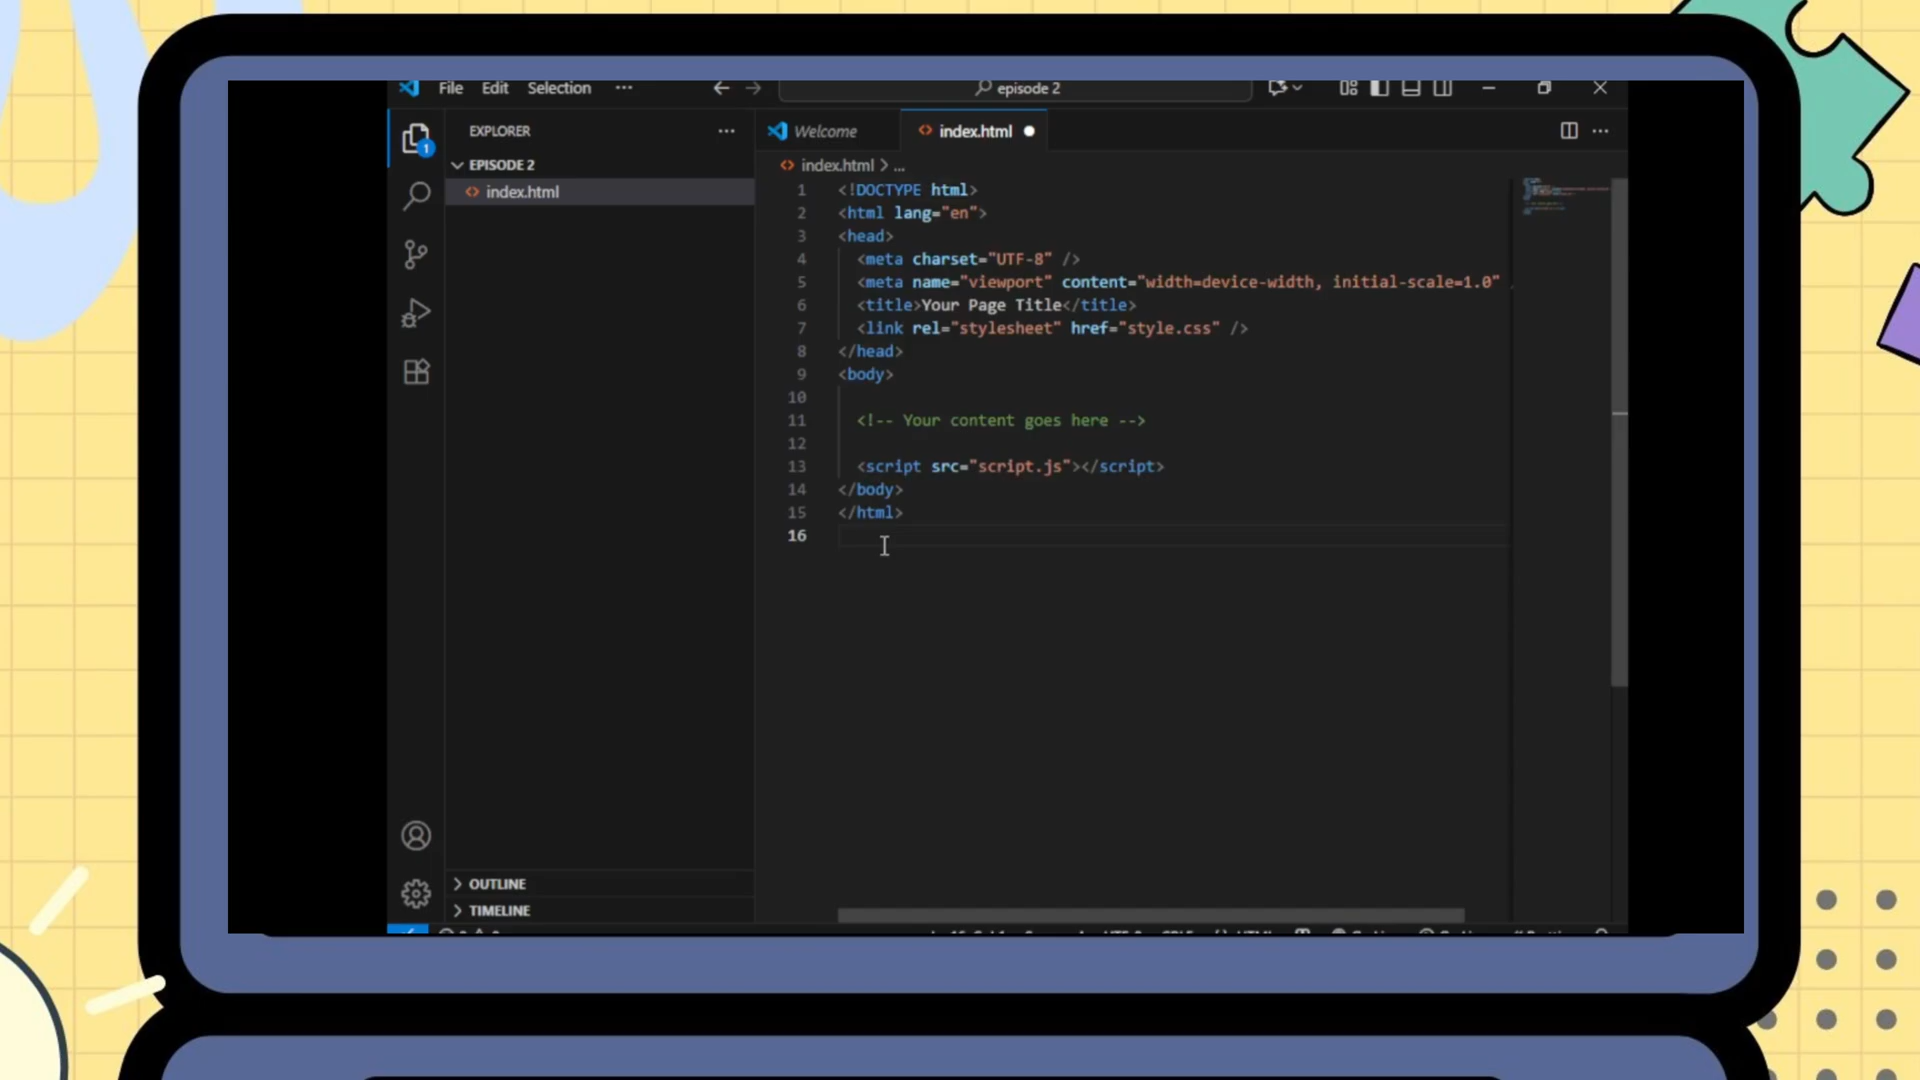 File Edit Selection ··· episode 2
EXPLORER ···
Welcome index.html
EPISODE 2
index.html > ...
index.html
1 <!DOCTYPE html>
2 <html lang="en">
3 <head>
4 <meta charset="UTF-8" />
5 <meta name="viewport" content="width=device-width, initial-scale=1.0"
6 <title>Your Page Title</title>
7 <link rel="stylesheet" href="style.css" />
8 </head>
9 <body>
10
11 <!-- Your content goes here -->
12
13 <script src="script.js"></script>
14 </body>
15 </html>
16
1
OUTLINE
TIMELINE